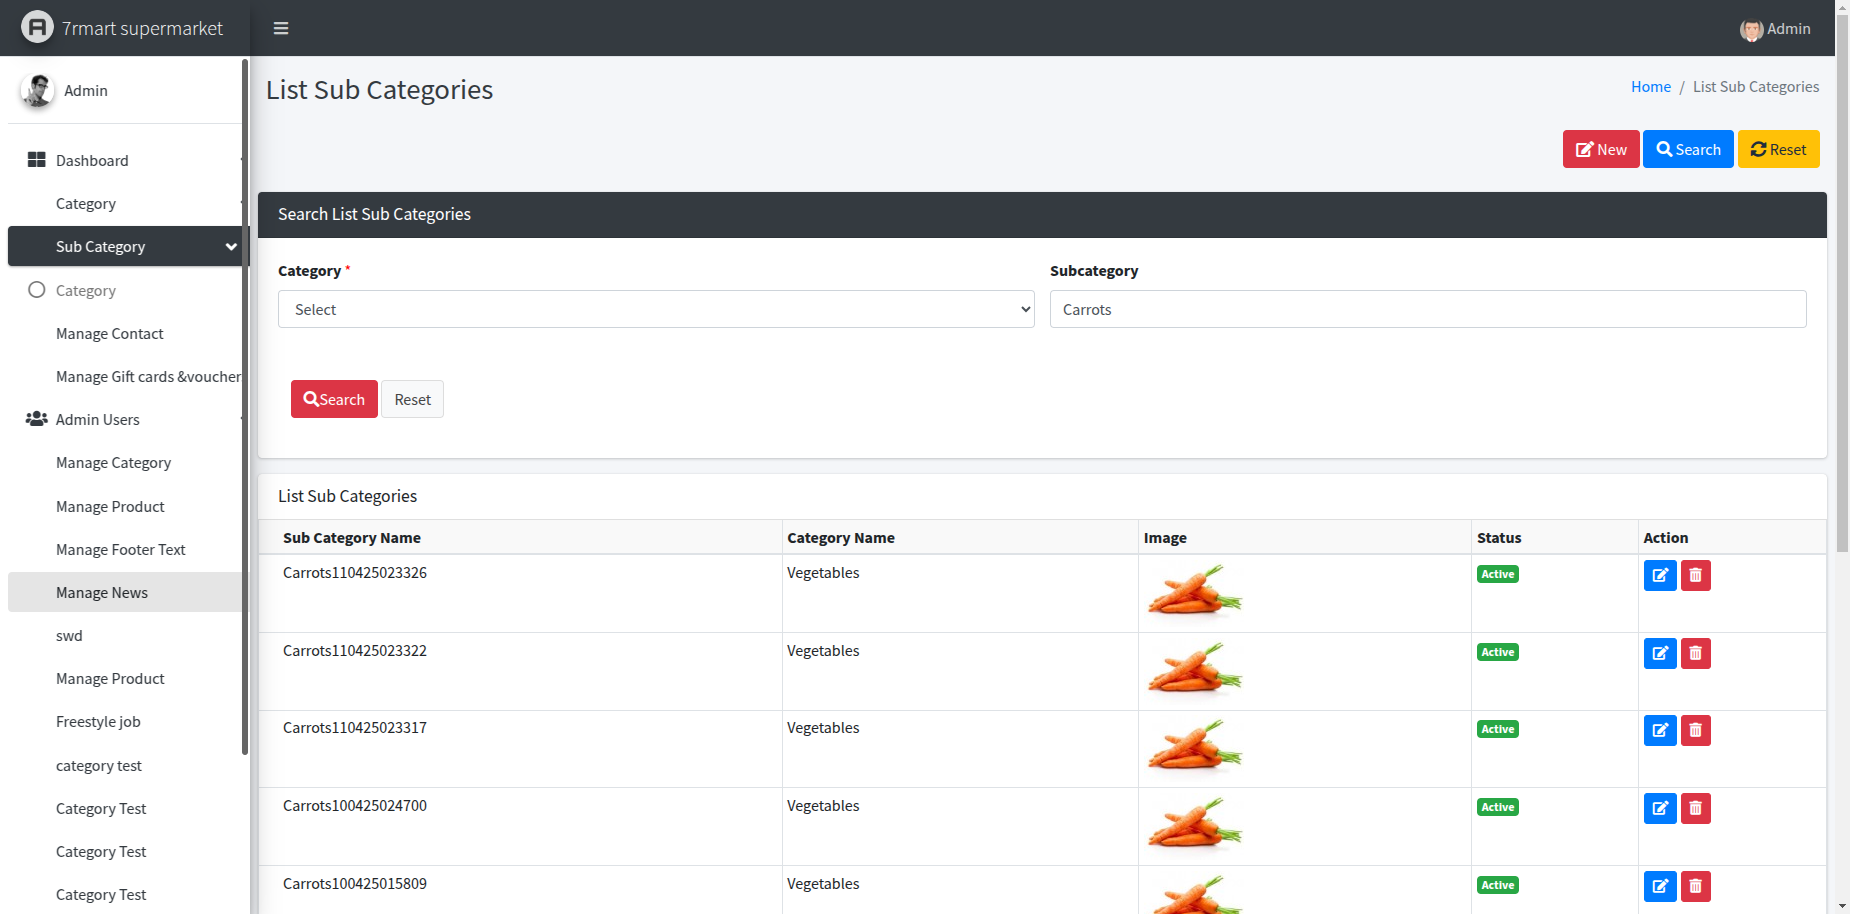 7rmart supermarket
Admin
Admin
List Sub Categories
Home / List Sub Categories
New
Search
Reset
Dashboard
Category
Sub Category
Category
Manage Contact
Manage Gift cards &voucher
Admin Users
Manage Category
Manage Product
Manage Footer Text
Manage News
swd
Manage Product
Freestyle job
category test
Category Test
Category Test
Category Test
Search List Sub Categories
Category *
Subcategory
Select
Carrots
Search
Reset
List Sub Categories
Sub Category Name Category Name Image Status Action
Carrots110425023326 Vegetables Active
Carrots110425023322 Vegetables Active
Carrots110425023317 Vegetables Active
Carrots100425024700 Vegetables Active
Carrots100425015809 Vegetables Active